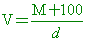 V = (M + 100) / d